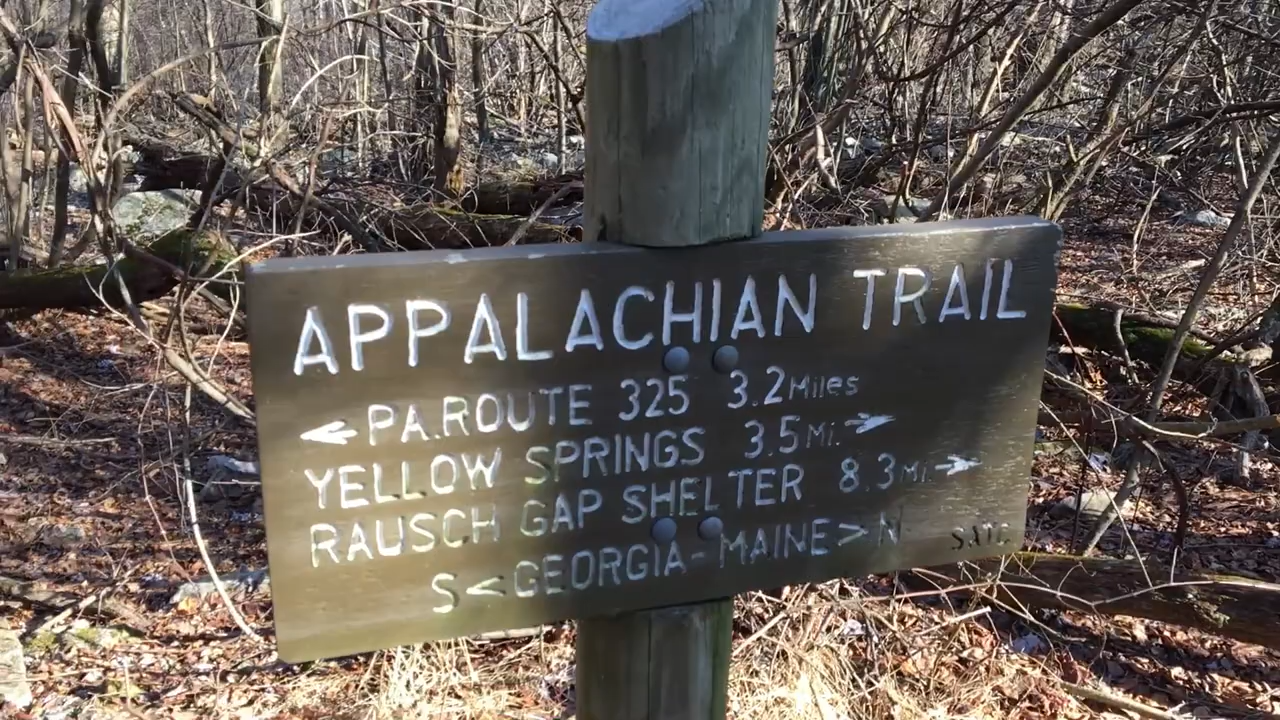 APPALACHIAN TRAIL
← PA.ROUTE 325 3.2 Miles
YELLOW SPRINGS 3.5 Mi. →
RAUSCH GAP SHELTER 8.3 Mi. →
S<GEORGIA-MAINE>N SATC